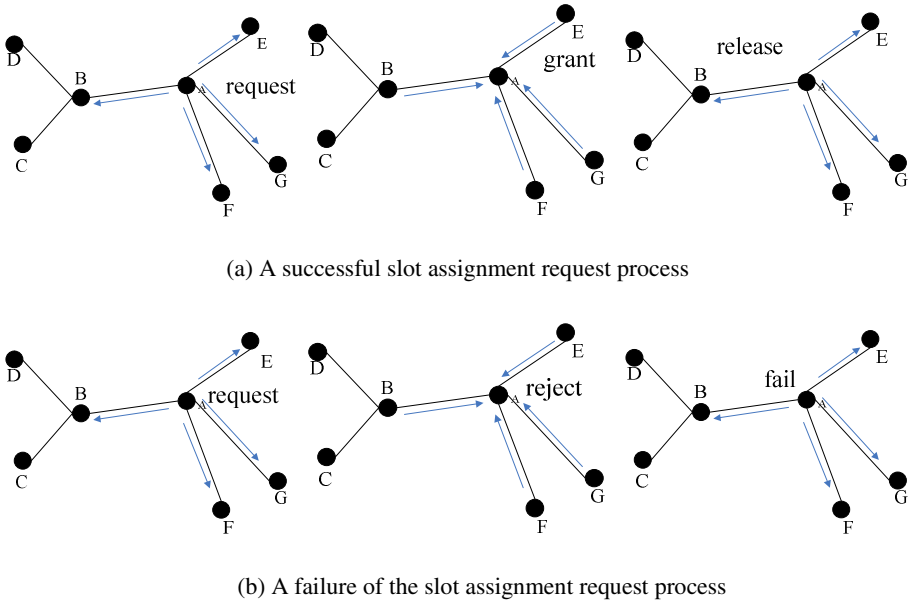 E
D
B
A
request
C
G
F
E
D
B
grant
A
C
G
F
release
E
D
B
A
C
G
F
(a) A successful slot assignment request process
E
D
B
A
request
C
G
F
E
D
B
reject
A
C
G
F
E
D
B
fail
A
C
G
F
(b) A failure of the slot assignment request process